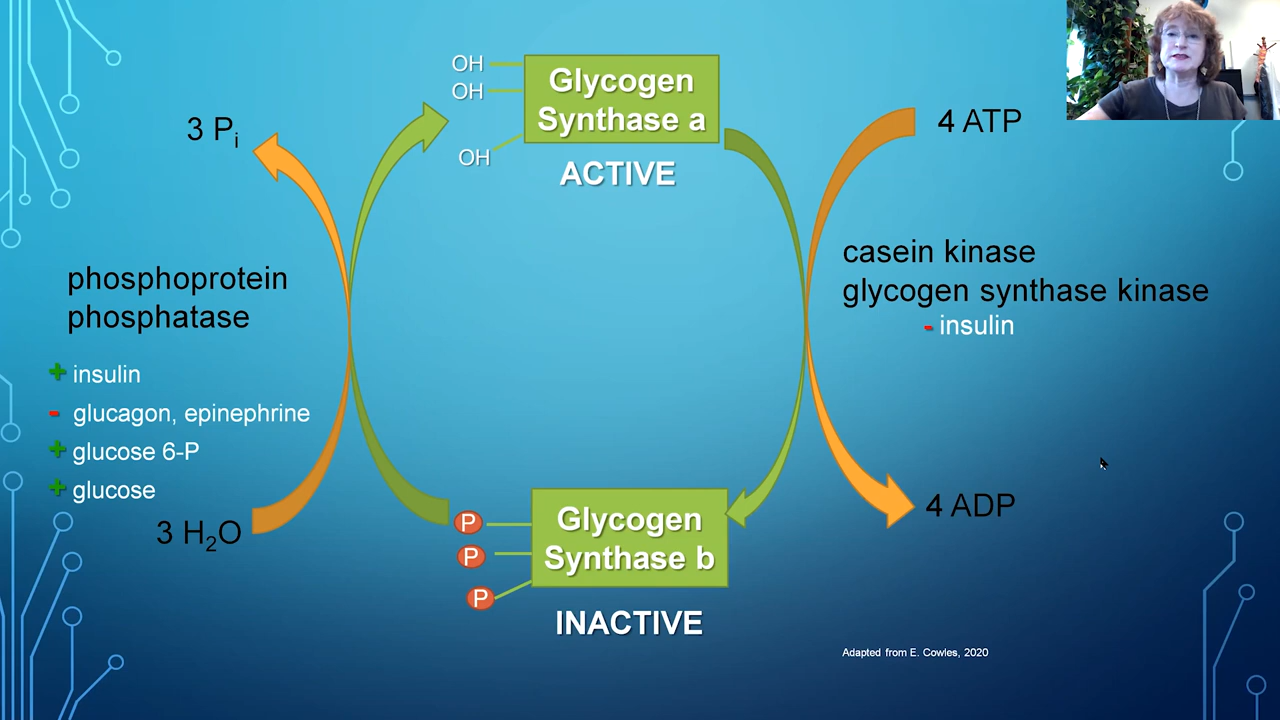 OH
OH
OH
Glycogen
Synthase a
ACTIVE
3 Pi
4 ATP
phosphoprotein
phosphatase
+ insulin
- glucagon, epinephrine
+ glucose 6-P
+ glucose
3 H2O
casein kinase
glycogen synthase kinase
- insulin
4 ADP
P
P
P
Glycogen
Synthase b
INACTIVE
Adapted from E. Cowles, 2020